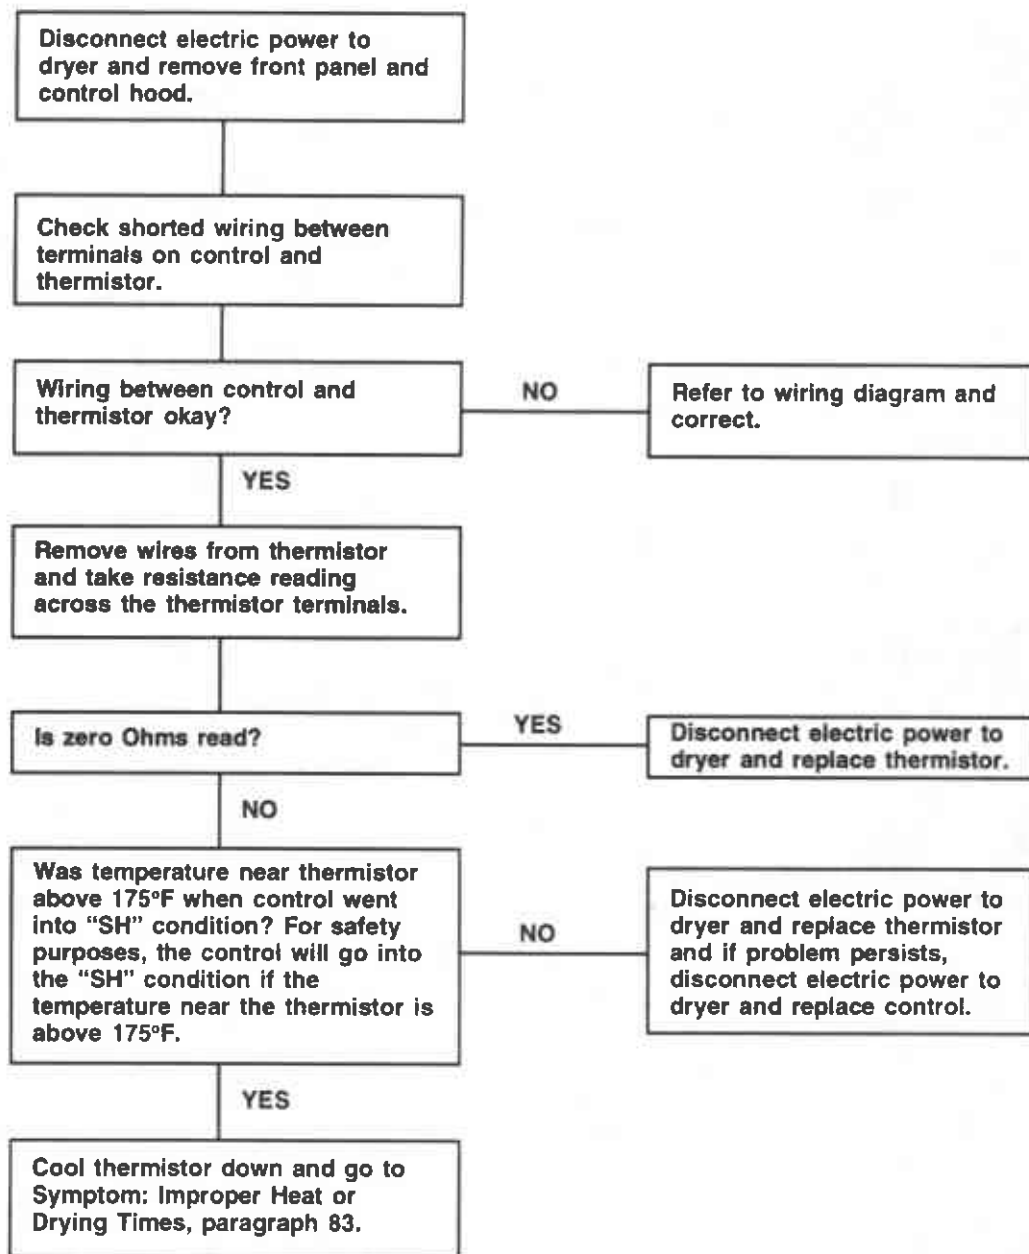 Disconnect electric power to
dryer and remove front panel and
control hood.
Check shorted wiring between
terminals on control and
thermistor.
Wiring between control and
thermistor okay?
NO
Refer to wiring diagram and
correct.
YES
Remove wires from thermistor
and take resistance reading
across the thermistor terminals.
Is zero Ohms read?
YES
Disconnect electric power to
dryer and replace thermistor.
NO
Was temperature near thermistor
above 175°F when control went
into “SH” condition? For safety
purposes, the control will go into
the “SH” condition if the
temperature near the thermistor is
above 175°F.
NO
Disconnect electric power to
dryer and replace thermistor
and if problem persists,
disconnect electric power to
dryer and replace control.
YES
Cool thermistor down and go to
Symptom: Improper Heat or
Drying Times, paragraph 83.